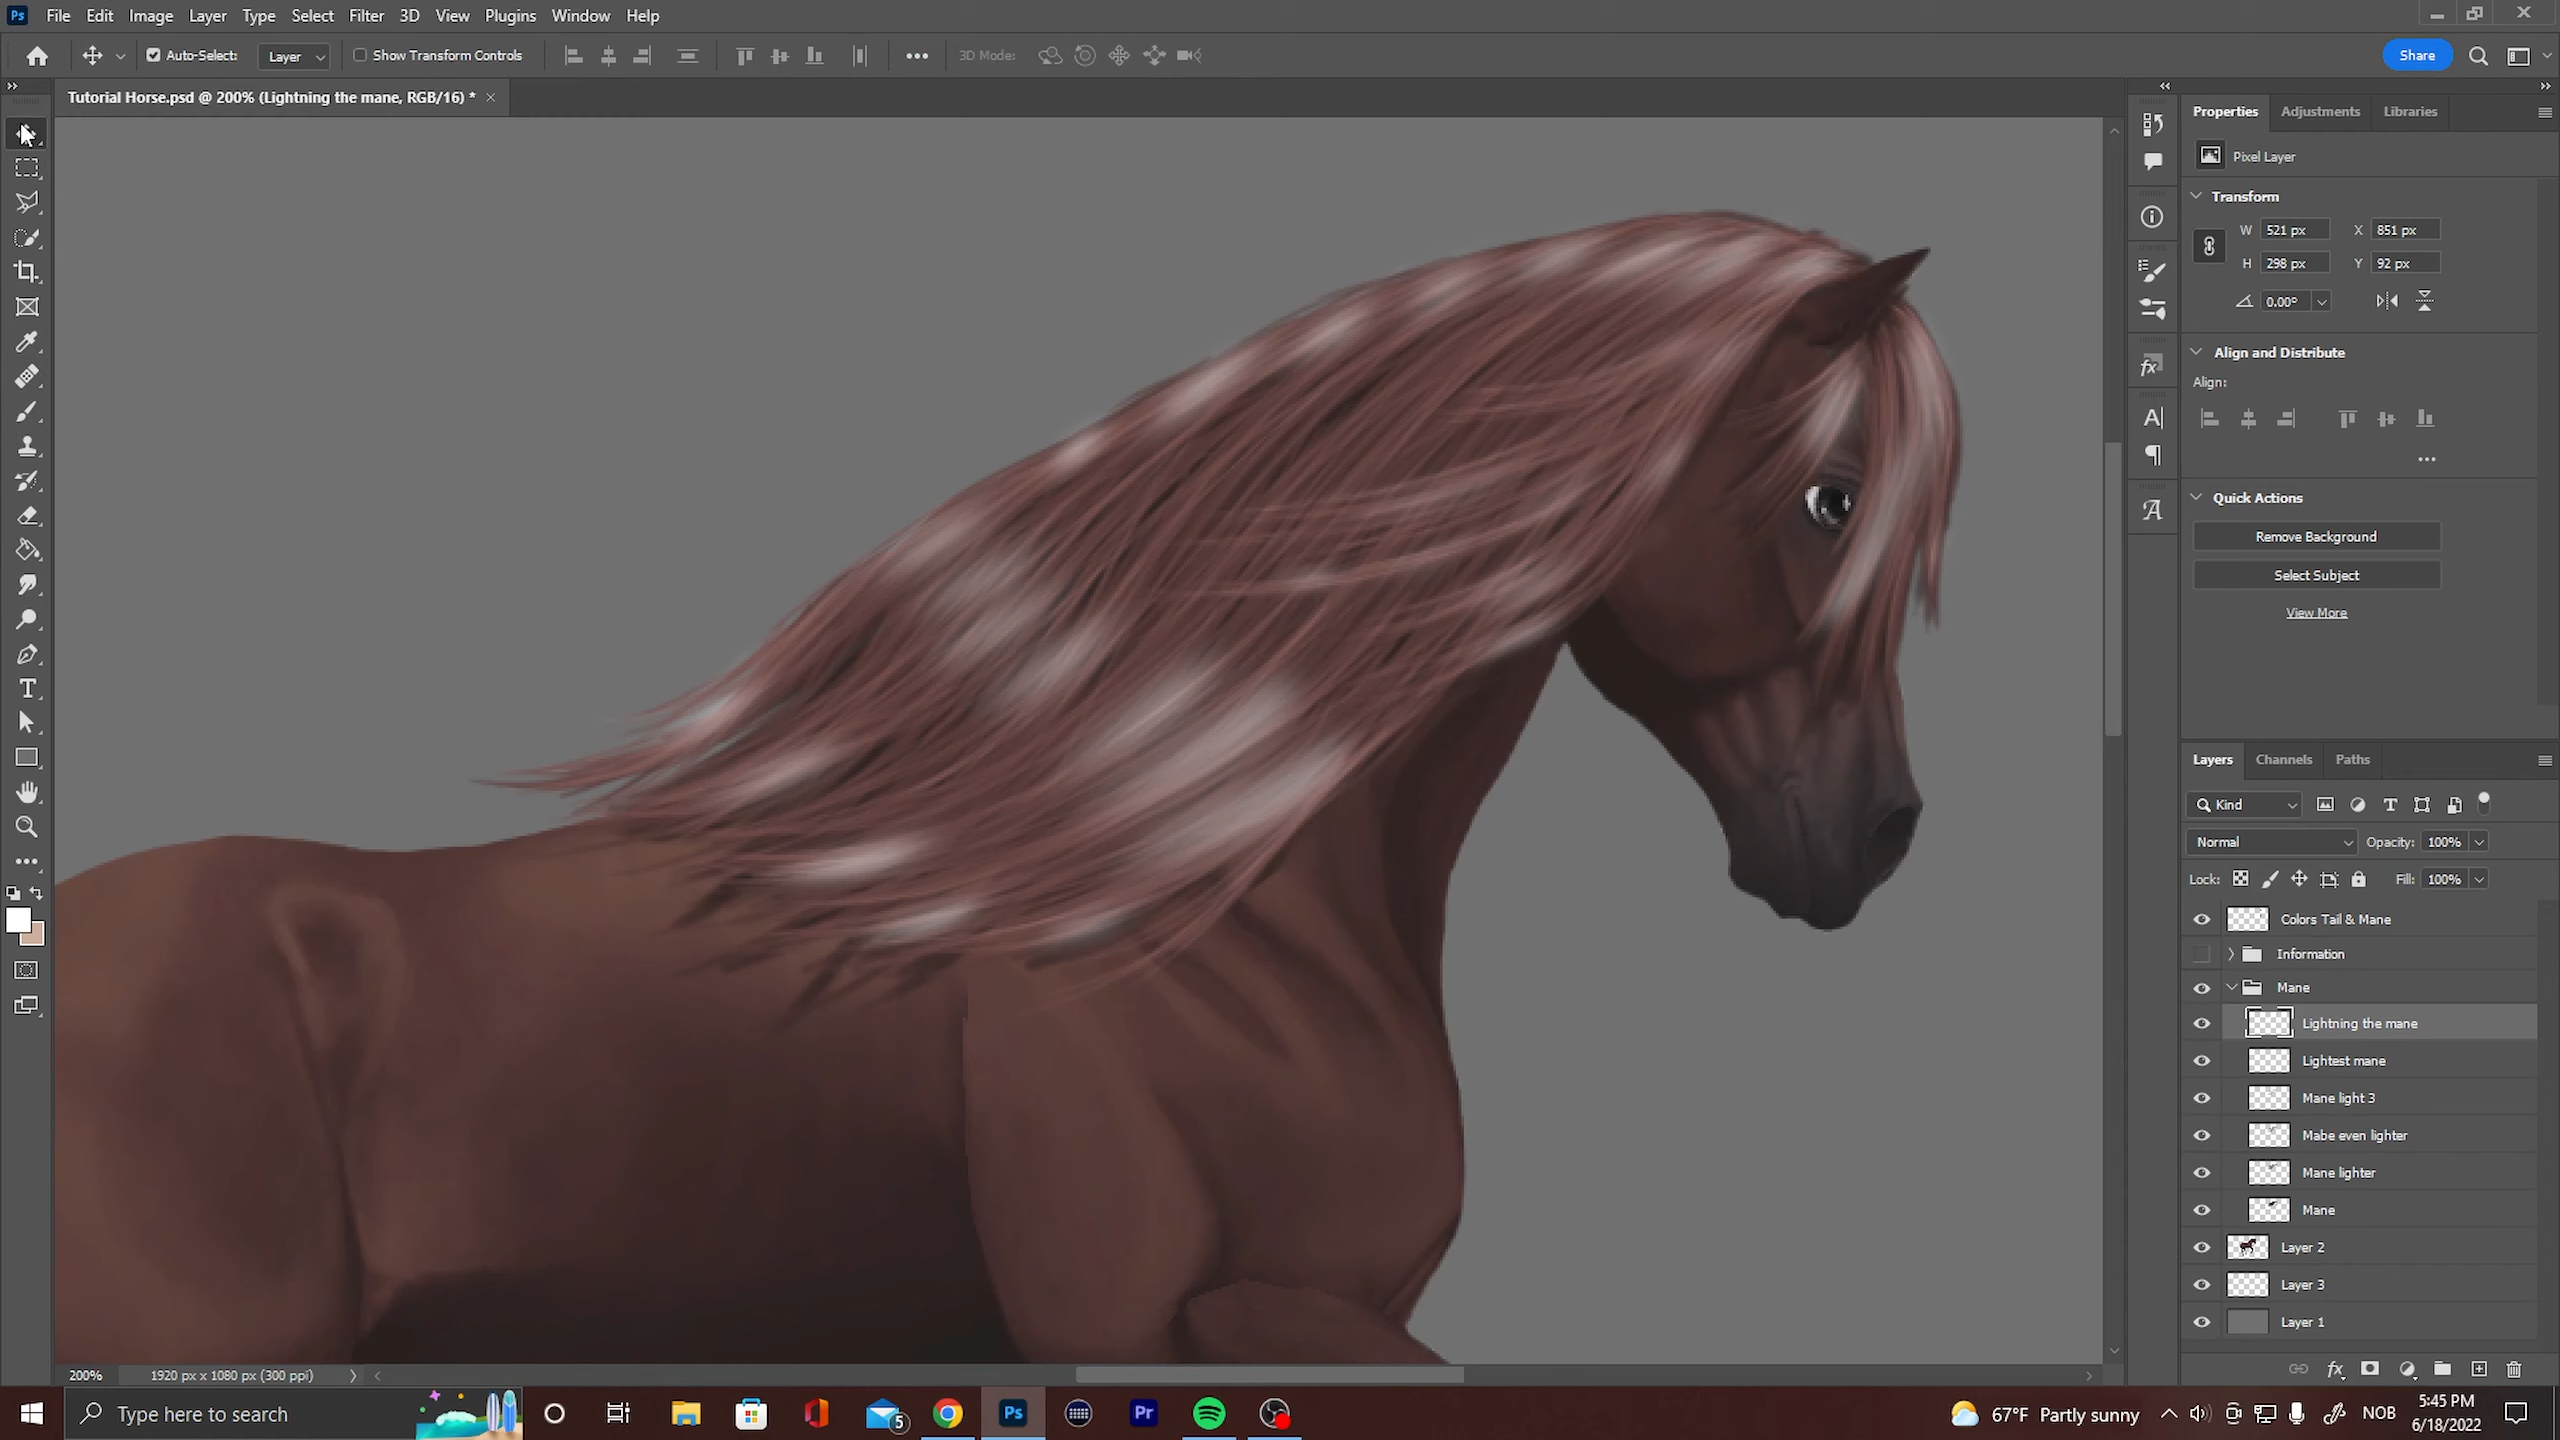 Ps File Edit Image Layer Type Select Filter 3D View Plugins Window Help
Auto-Select: Layer Show Transform Controls 3D Mode: Share
Tutorial Horse.psd @ 200% (Lightning the mane, RGB/16) *
Properties Adjustments Libraries
Pixel Layer
Transform
W 521 px X 851 px
H 298 px Y 92 px
0.00°
Align and Distribute
Align:
Quick Actions
Remove Background
Select Subject
View More
Layers Channels Paths
Kind
Normal Opacity: 100%
Lock: Fill: 100%
Colors Tail & Mane
Information
Mane
Lightning the mane
Lightest mane
Mane light 3
Mabe even lighter
Mane lighter
Mane
Layer 2
Layer 3
Layer 1
fx
200% 1920 px x 1080 px (300 ppi)
Type here to search 5 Ps Pr 67°F Partly sunny NOB 5:45 PM
6/18/2022